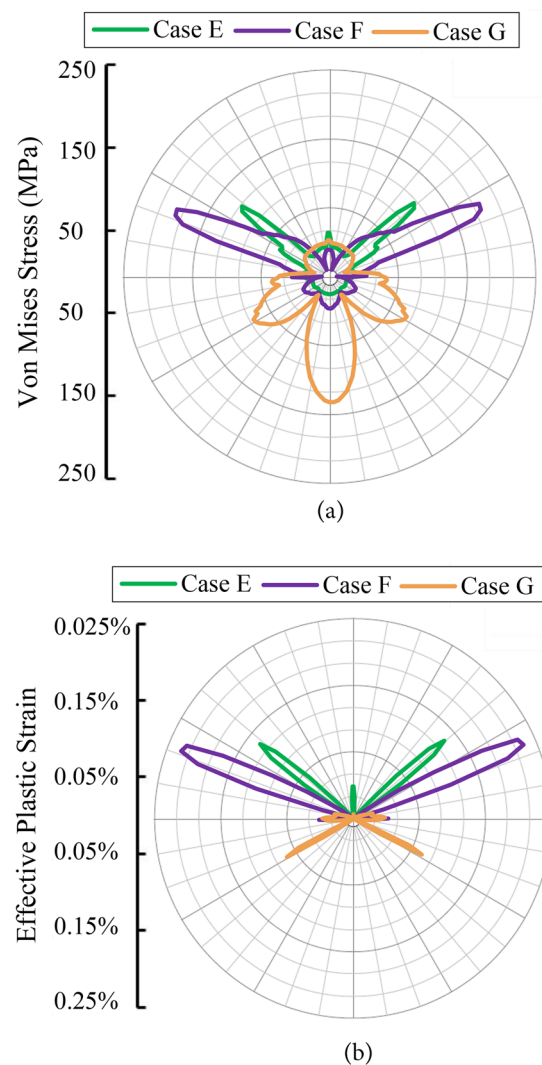 Case E Case F Case G
250
150
50
50
150
250
Von Mises Stress (MPa)
(a)
Case E Case F Case G
0.025%
0.15%
0.05%
0.05%
0.15%
0.25%
Effective Plastic Strain
(b)